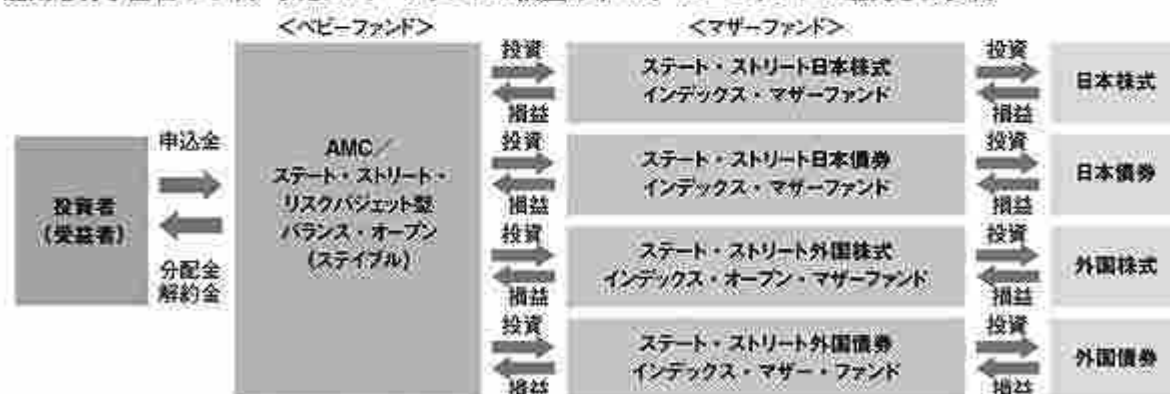 <ベビーファンド>
<マザーファンド>
投資者
(受益者)
申込金
分配金
解約金
AMC／
ステート・ストリート・
リスクバジェット型
バランス・オープン
(ステイブル)
投資
損益
ステート・ストリート日本株式
インデックス・マザーファンド
投資
損益
日本株式
投資
損益
ステート・ストリート日本債券
インデックス・マザーファンド
投資
損益
日本債券
投資
損益
ステート・ストリート外国株式
インデックス・オープン・マザーファンド
投資
損益
外国株式
投資
損益
ステート・ストリート外国債券
インデックス・マザー・ファンド
投資
損益
外国債券